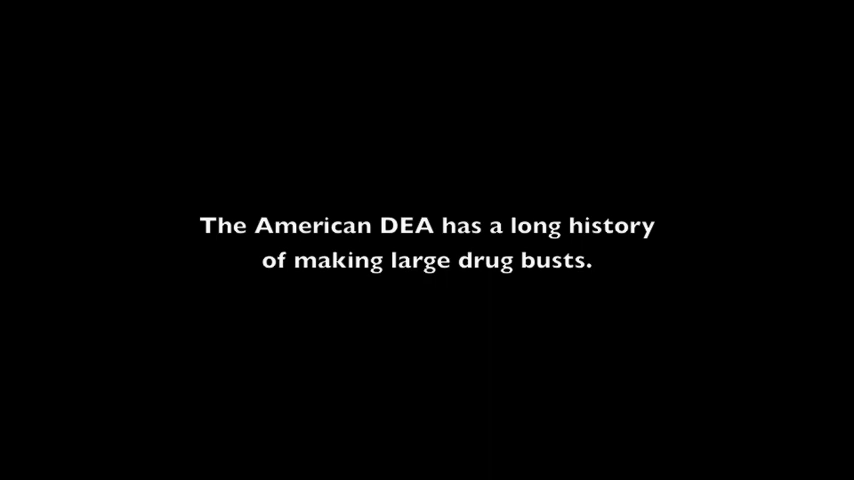 The American DEA has a long history
of making large drug busts.